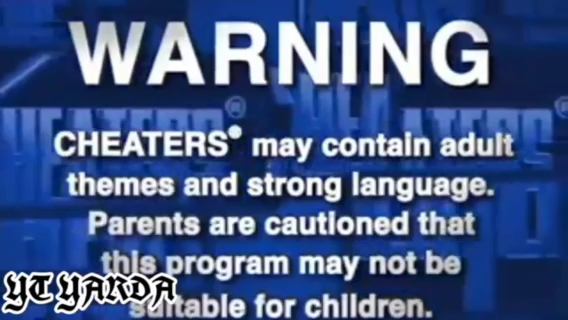 WARNING
CHEATERS® may contain adult
themes and strong language.
Parents are cautioned that
this program may not be
suitable for children.
YT YARDA